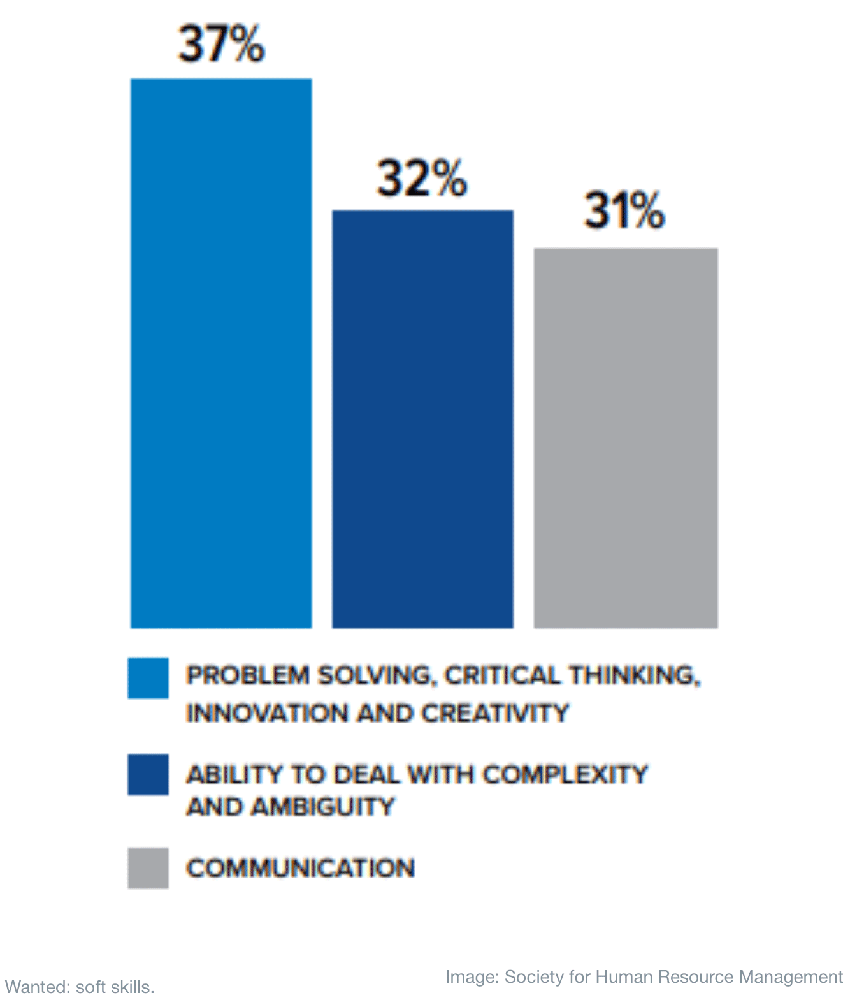 37%
32%
31%
PROBLEM SOLVING, CRITICAL THINKING,
INNOVATION AND CREATIVITY
ABILITY TO DEAL WITH COMPLEXITY
AND AMBIGUITY
COMMUNICATION
Image: Society for Human Resource Management
Wanted: soft skills.